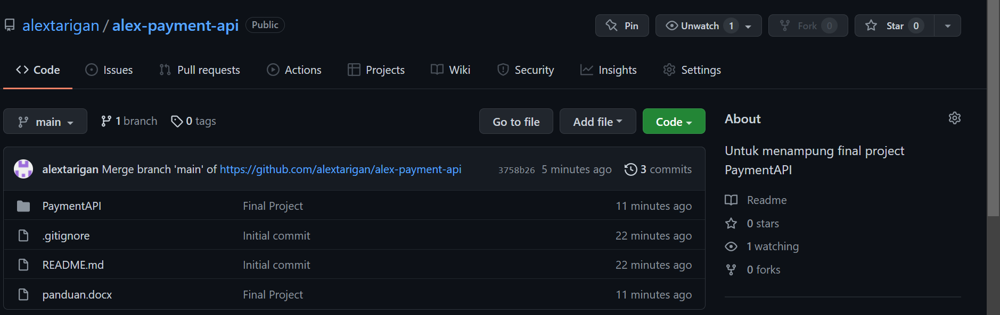 alextarigan / alex-payment-api Public Pin Unwatch 1 Fork 0 Star 0
Code Issues Pull requests Actions Projects Wiki Security Insights Settings
main 1 branch 0 tags Go to file Add file Code
alextarigan Merge branch 'main' of https://github.com/alextarigan/alex-payment-api 3758b26 5 minutes ago 3 commits
PaymentAPI Final Project 11 minutes ago
.gitignore Initial commit 22 minutes ago
README.md Initial commit 22 minutes ago
panduan.docx Final Project 11 minutes ago
About
Untuk menampung final project
PaymentAPI
Readme
0 stars
1 watching
0 forks